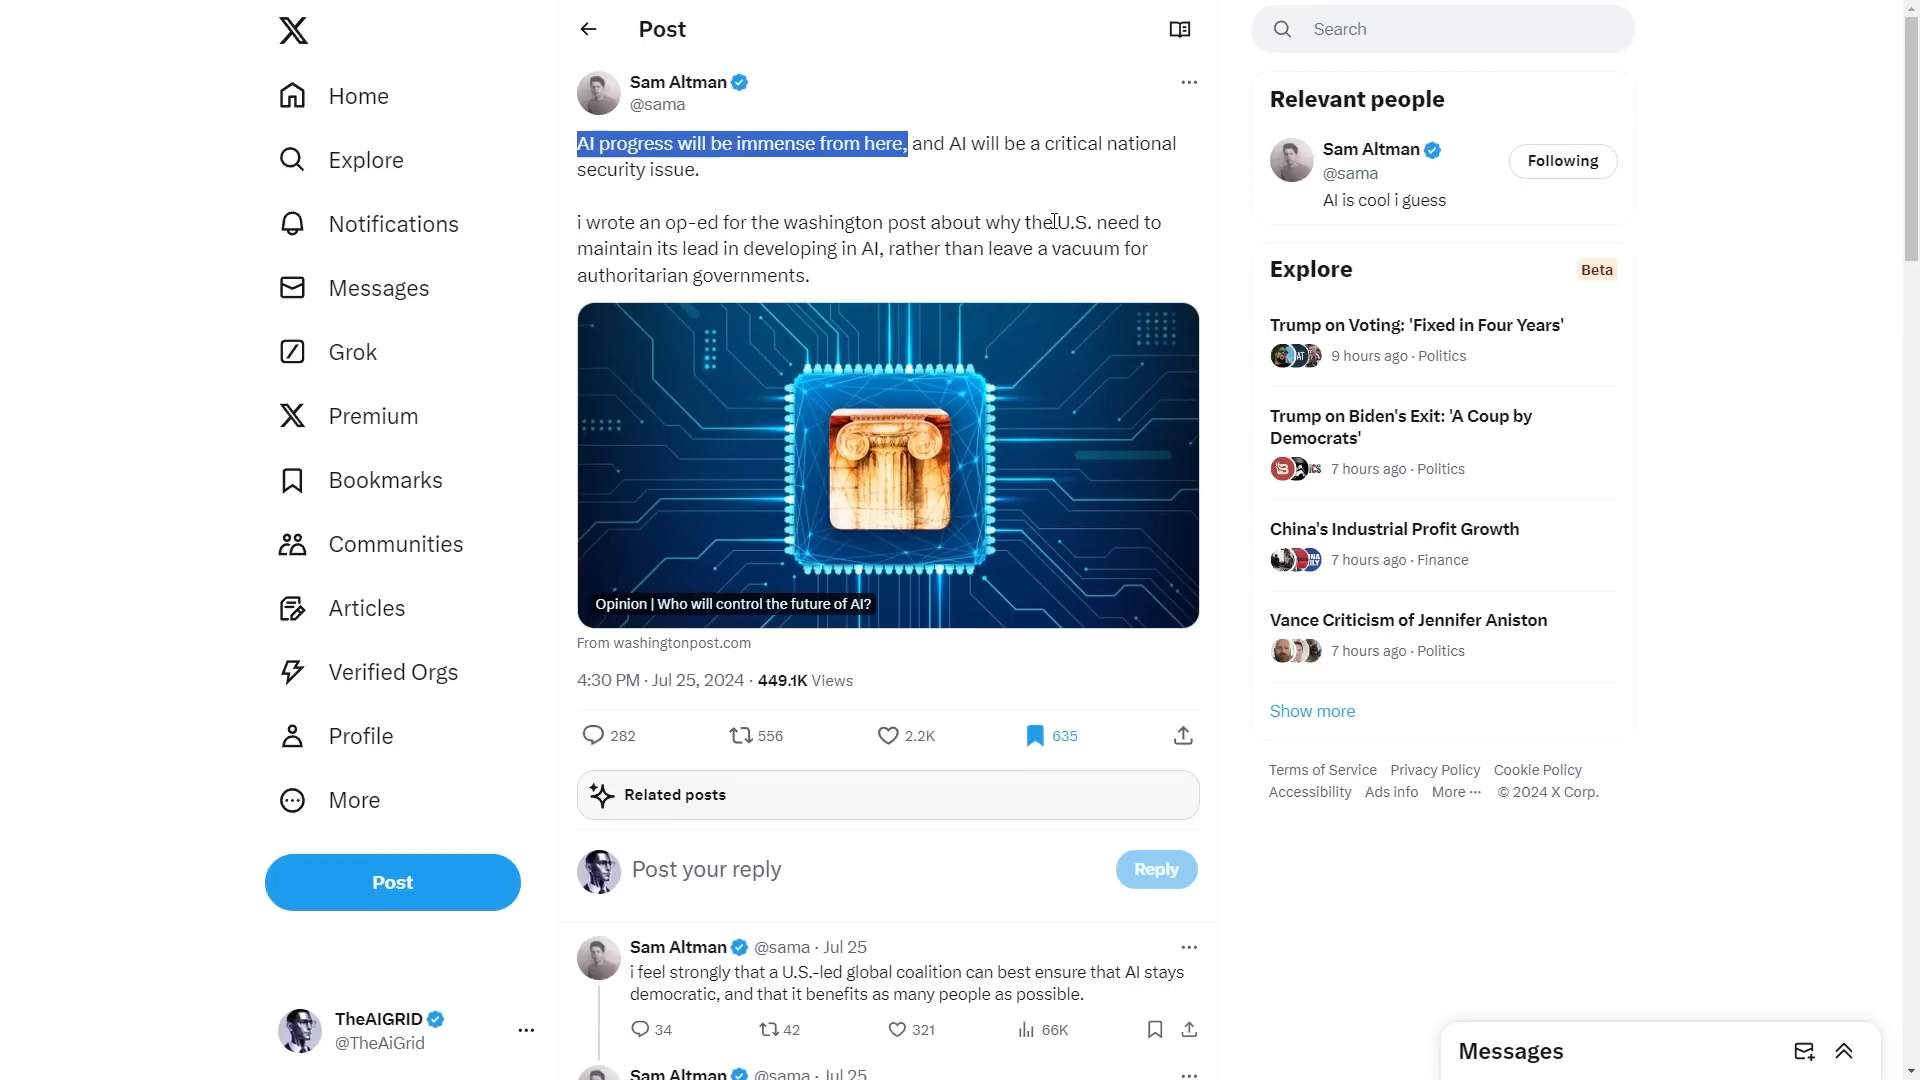 Home
Explore
Notifications
Messages
Grok
Premium
Bookmarks
Communities
Articles
Verified Orgs
Profile
More
Post
TheAIGRID
@TheAiGrid
Post
Sam Altman
@sama
AI progress will be immense from here, and AI will be a critical national
security issue.
i wrote an op-ed for the washington post about why the U.S. need to
maintain its lead in developing in AI, rather than leave a vacuum for
authoritarian governments.
Opinion | Who will control the future of AI?
From washingtonpost.com
4:30 PM · Jul 25, 2024 · 449.1K Views
282 556 2.2K 635
Related posts
Post your reply
Reply
Sam Altman @sama · Jul 25
i feel strongly that a U.S.-led global coalition can best ensure that AI stays
democratic, and that it benefits as many people as possible.
34 42 321 66K
Sam Altman @sama · Jul 25
Search
Relevant people
Sam Altman
@sama
Following
AI is cool i guess
Explore
Beta
Trump on Voting: 'Fixed in Four Years'
9 hours ago · Politics
Trump on Biden's Exit: 'A Coup by
Democrats'
7 hours ago · Politics
China's Industrial Profit Growth
7 hours ago · Finance
Vance Criticism of Jennifer Aniston
7 hours ago · Politics
Show more
Terms of Service Privacy Policy Cookie Policy
Accessibility Ads info More ··· © 2024 X Corp.
Messages